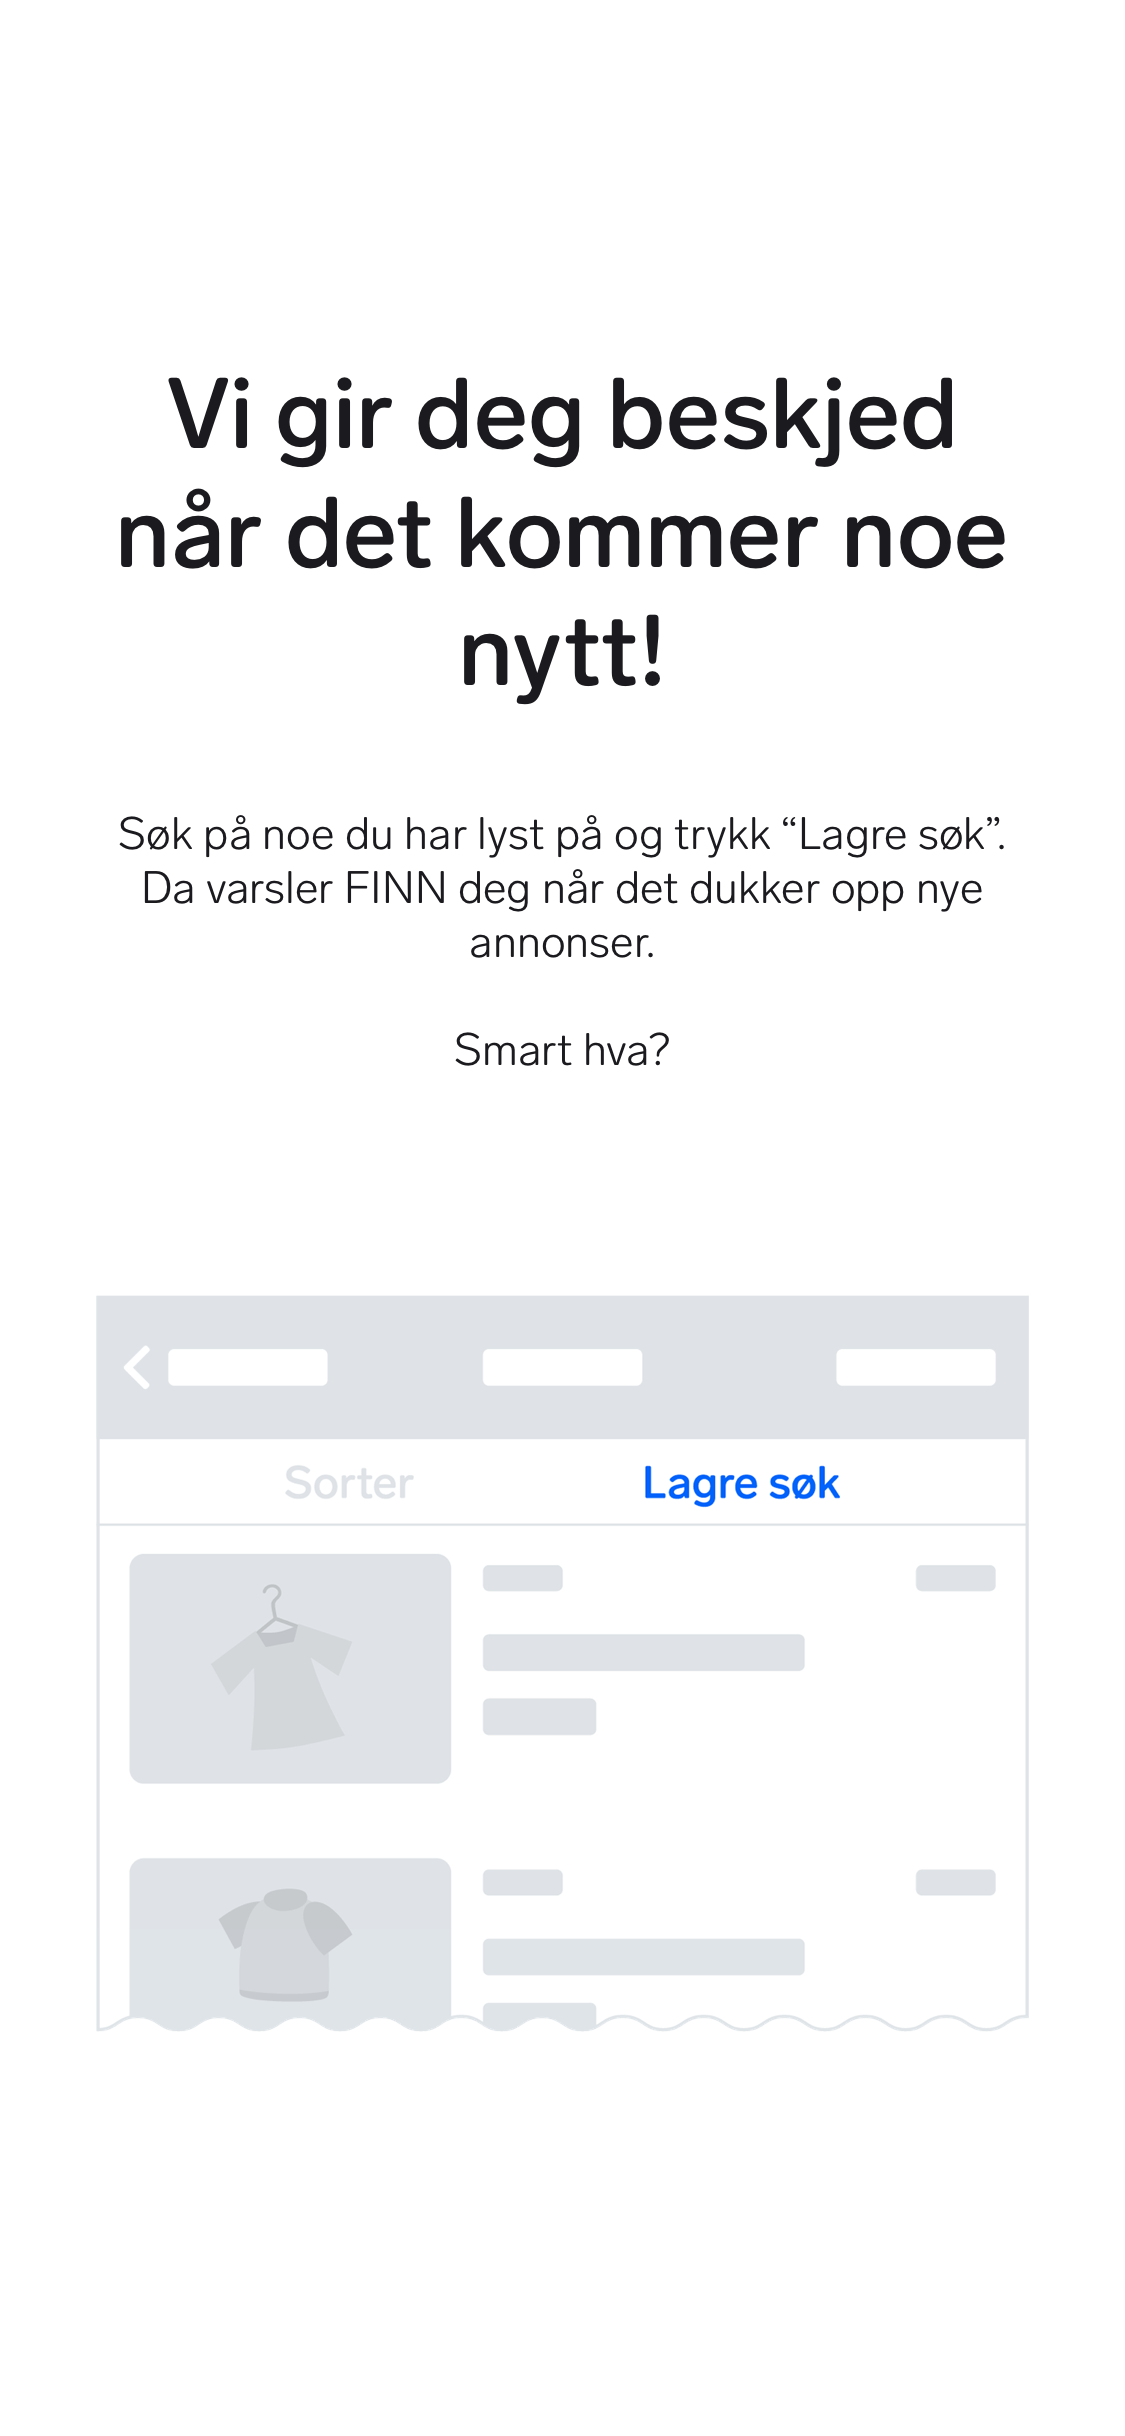 Vi gir deg beskjed
når det kommer noe
nytt!
Søk på noe du har lyst på og trykk “Lagre søk”.
Da varsler FINN deg når det dukker opp nye
annonser.
Smart hva?
Sorter
Lagre søk